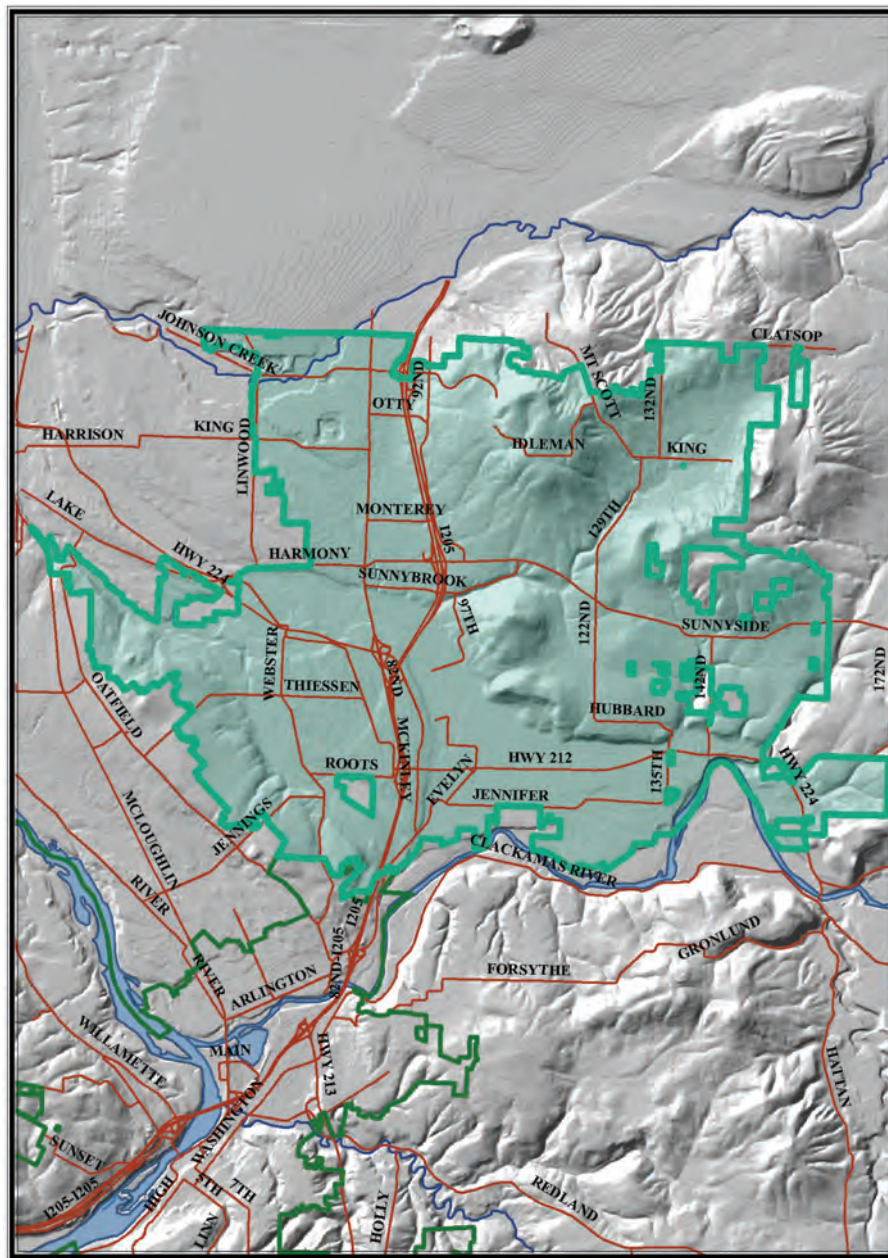 JOHNSON CREEK
CLATSOP
92ND
MT SCOTT
132ND
OTTY
KING
LINWOOD
HARRISON
IDLEMAN
KING
LAKE
MONTEREY
I205
129TH
HWY 224
HARMONY
SUNNYBROOK
97TH
122ND
SUNNYSIDE
WEBSTER
82ND
142ND
172ND
THIESSEN
OATFIELD
HUBBARD
MCKINLEY
ROOTS
EVELYN
HWY 212
135TH
HWY 224
JENNIFER
MCLOUGHLIN
JENNINGS
CLACKAMAS RIVER
RIVER
I205
GRONLUND
82ND-I205
FORSYTHE
RIVER
ARLINGTON
WILLAMETTE
MAIN
HWY 213
HATTAN
WASHINGTON
SUNSET
I205-I205
HIGH
5TH
7TH
LINN
HOLLY
REDLAND